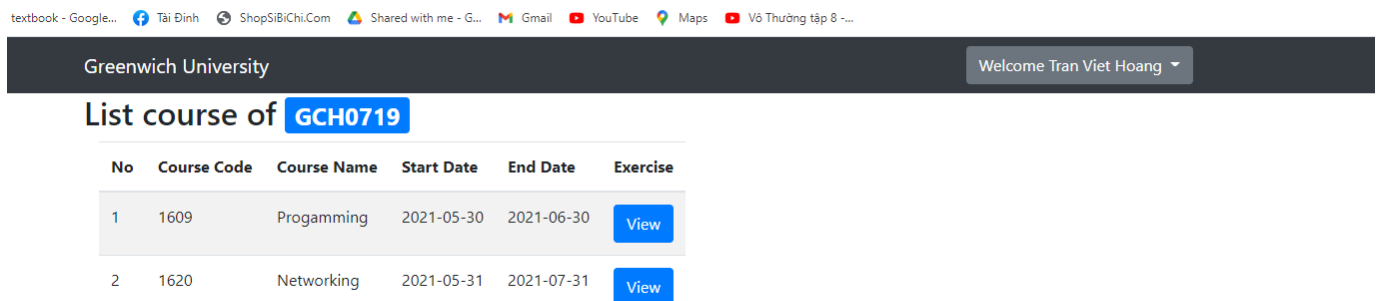 textbook - Google... Tài Đinh ShopSiBiChi.Com Shared with me - G... Gmail YouTube Maps Vô Thường tập 8 -...
Greenwich University Welcome Tran Viet Hoang
List course of GCH0719
No Course Code Course Name Start Date End Date Exercise
1 1609 Progamming 2021-05-30 2021-06-30 View
2 1620 Networking 2021-05-31 2021-07-31 View